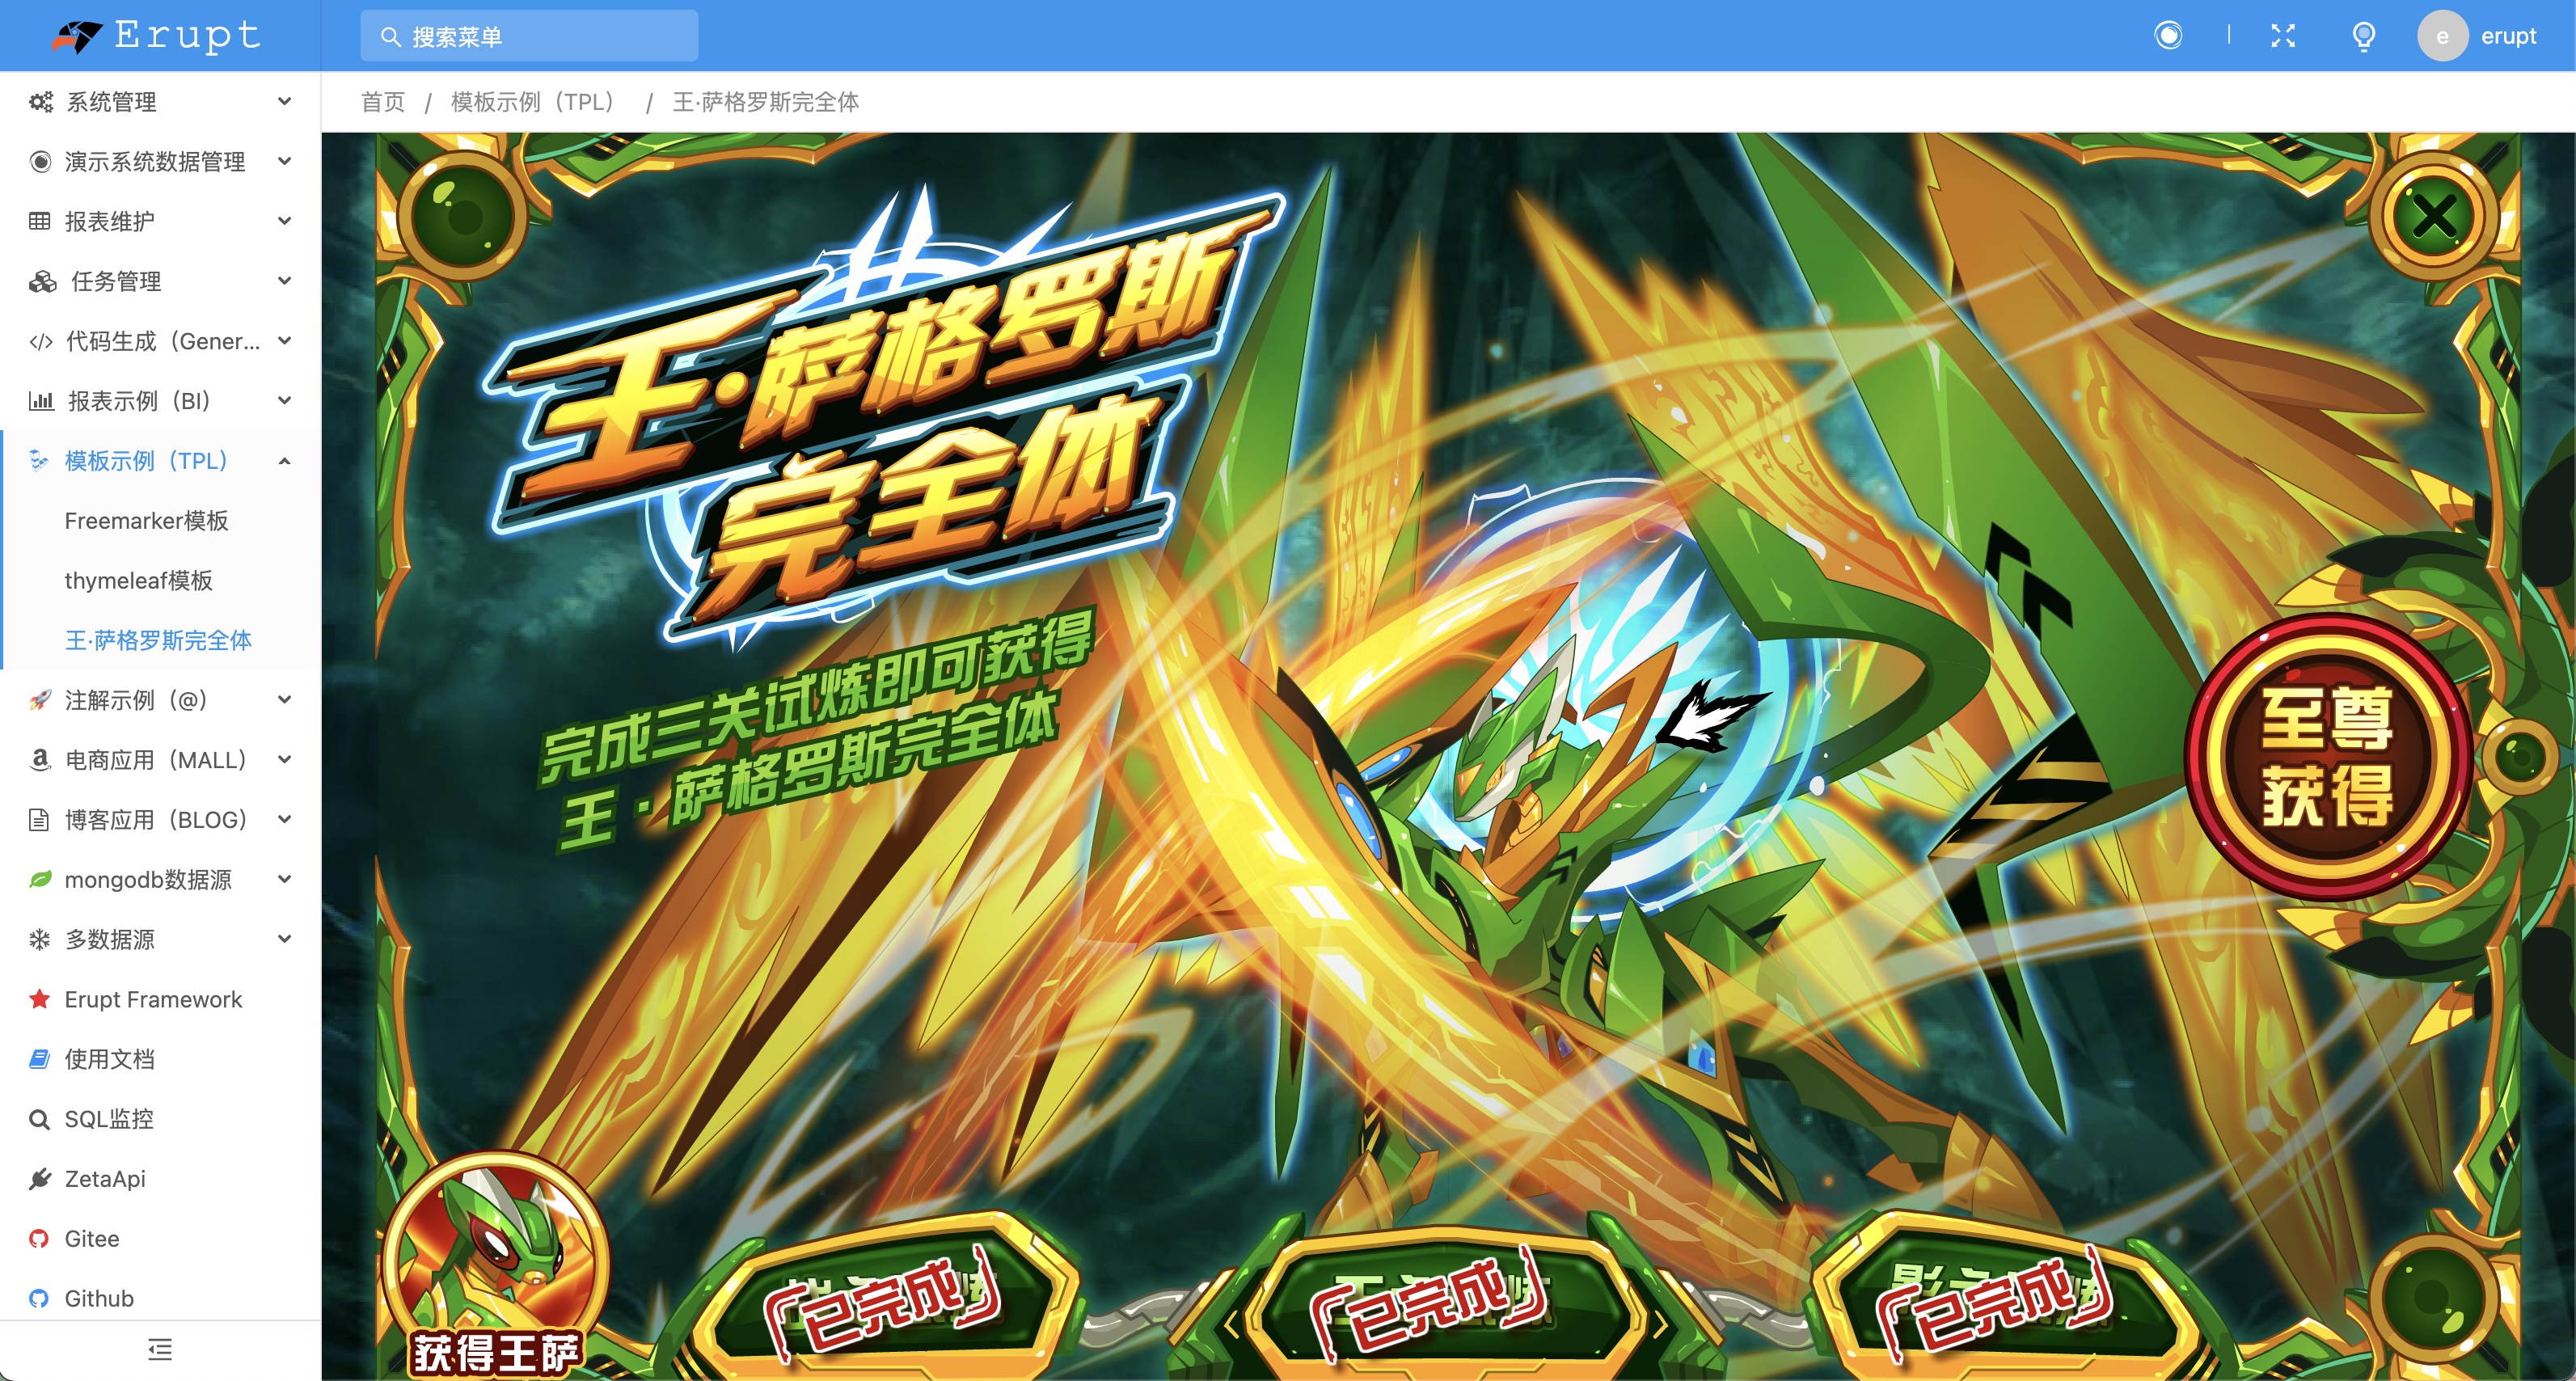 Erupt
搜索菜单
e
erupt
首页 / 模板示例（TPL） / 王·萨格罗斯完全体
系统管理
演示系统数据管理
报表维护
任务管理
代码生成（Gener...
报表示例（BI）
模板示例（TPL）
Freemarker模板
thymeleaf模板
王·萨格罗斯完全体
注解示例（@）
电商应用（MALL）
博客应用（BLOG）
mongodb数据源
多数据源
Erupt Framework
使用文档
SQL监控
ZetaApi
Gitee
Github
王·萨格罗斯
完全体
完成三关试炼即可获得
王·萨格罗斯完全体
至尊
获得
获得王萨
已完成
已完成
已完成